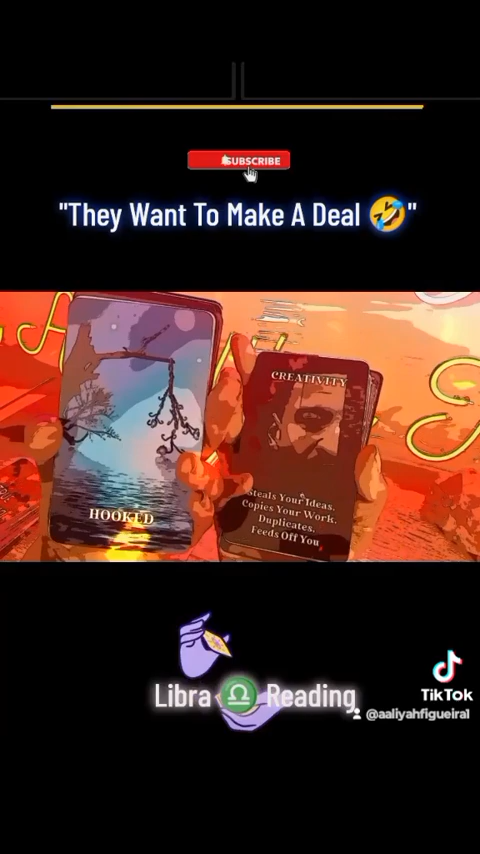 SUBSCRIBE
"They Want To Make A Deal 🤣"
CREATIVITY
Steals Your Ideas.
Copies Your Work.
Duplicates.
Feeds Off You
HOOKED
Libra ♎ Reading
TikTok
@aaliyahfigueira1